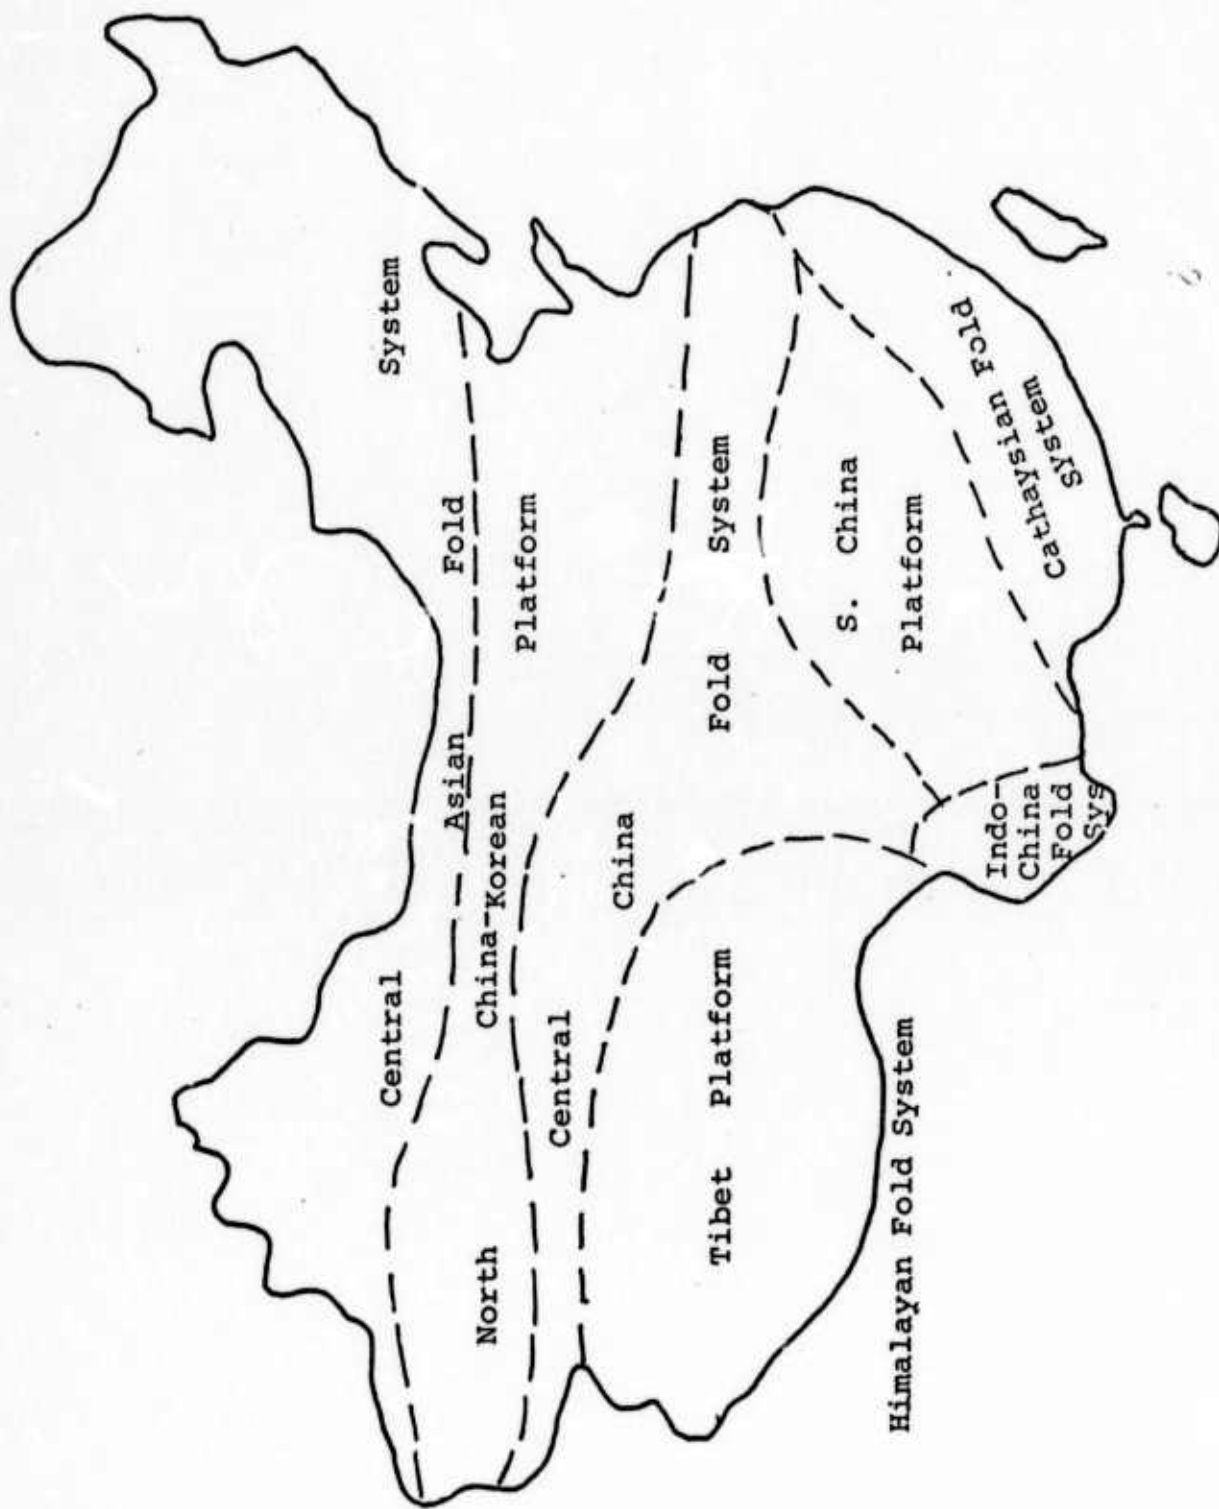 Central Asian Fold System
North China-Korean Platform
Central China Fold System
Tibet Platform
S. China
Platform
Cathaysian Fold
System
Indo-
China
Fold
Sys
Himalayan Fold System